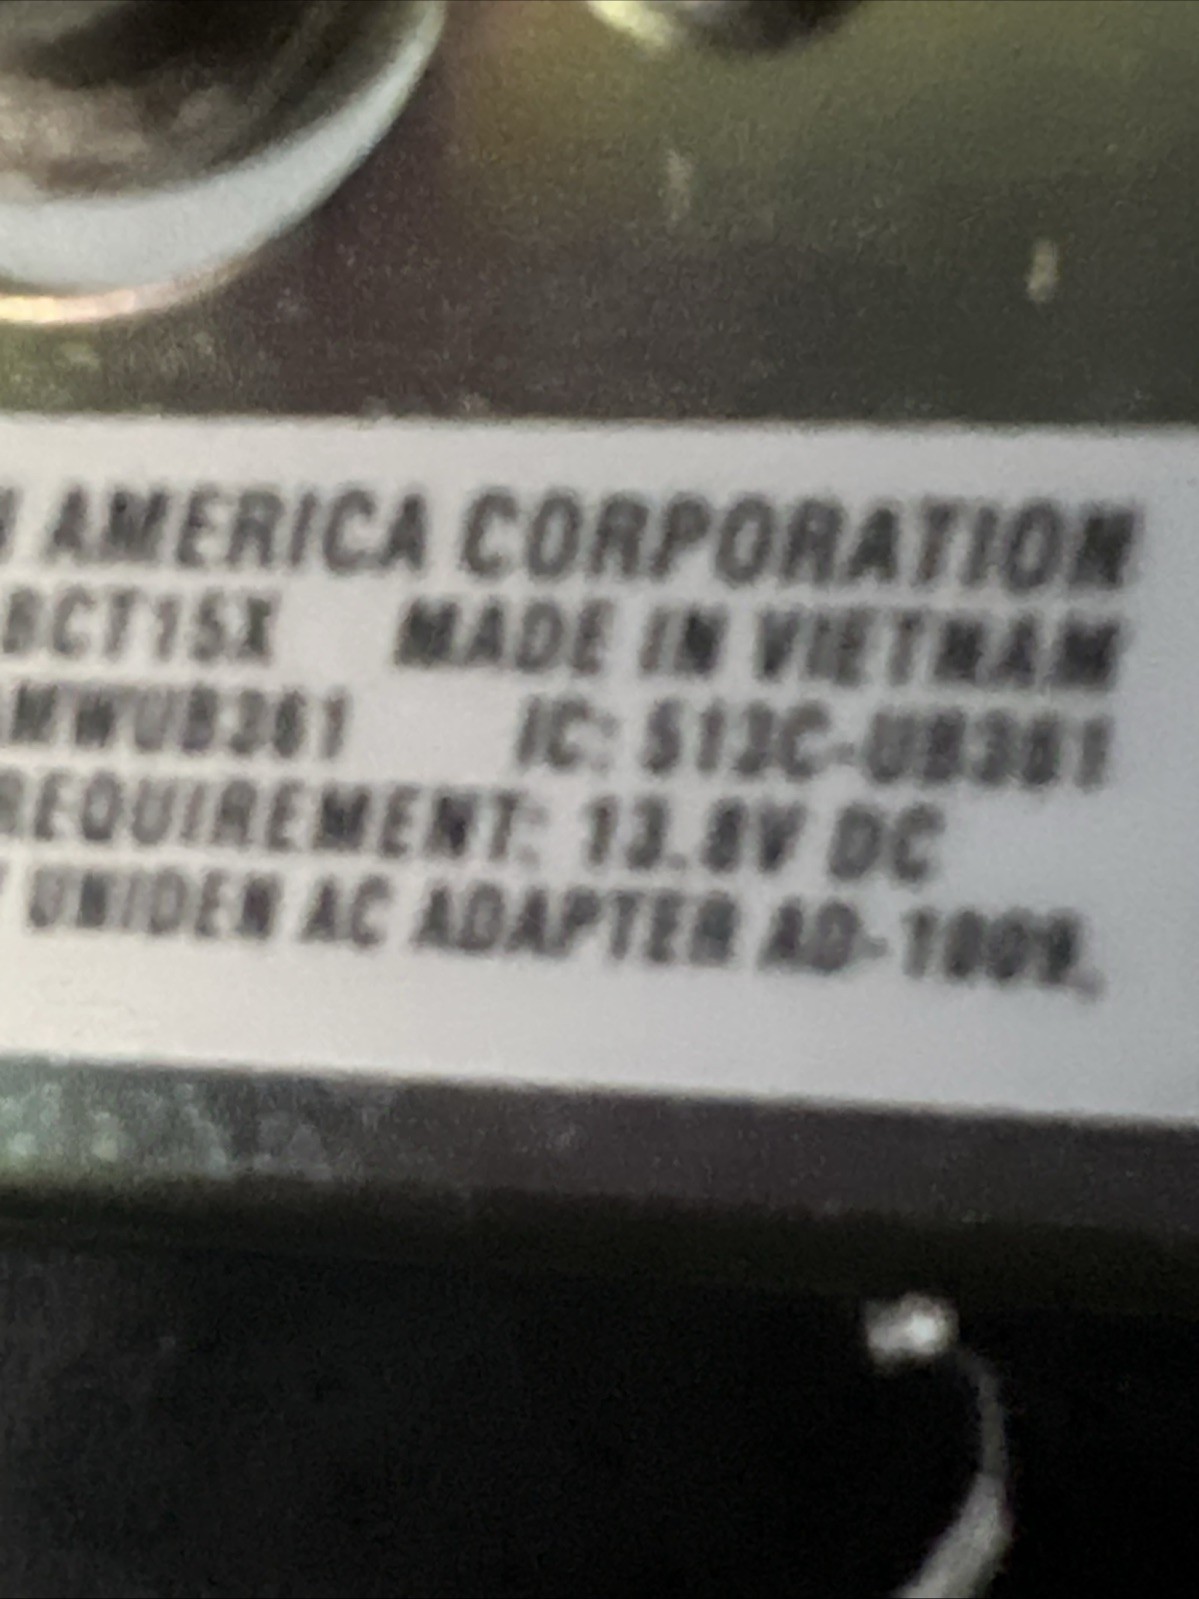 AMERICA CORPORATION
BCT15X MADE IN VIETNAM
AMWUB361 IC: 513C-UB361
REQUIREMENT: 13.8V DC
UNIDEN AC ADAPTER AD-1009.